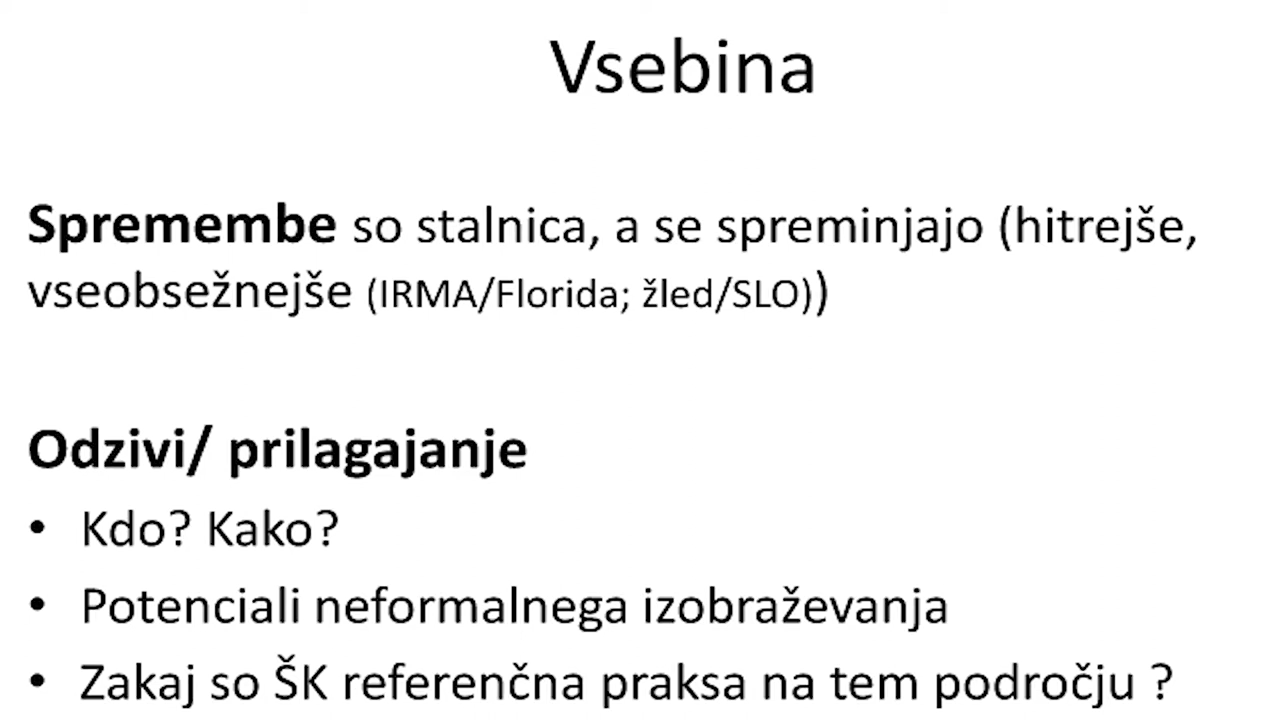 Vsebina
Spremembe so stalnica, a se spreminjajo (hitrejše,
vseobsežnejše (IRMA/Florida; žled/SLO))
Odzivi/ prilagajanje
• Kdo? Kako?
• Potenciali neformalnega izobraževanja
• Zakaj so ŠK referenčna praksa na tem področju ?